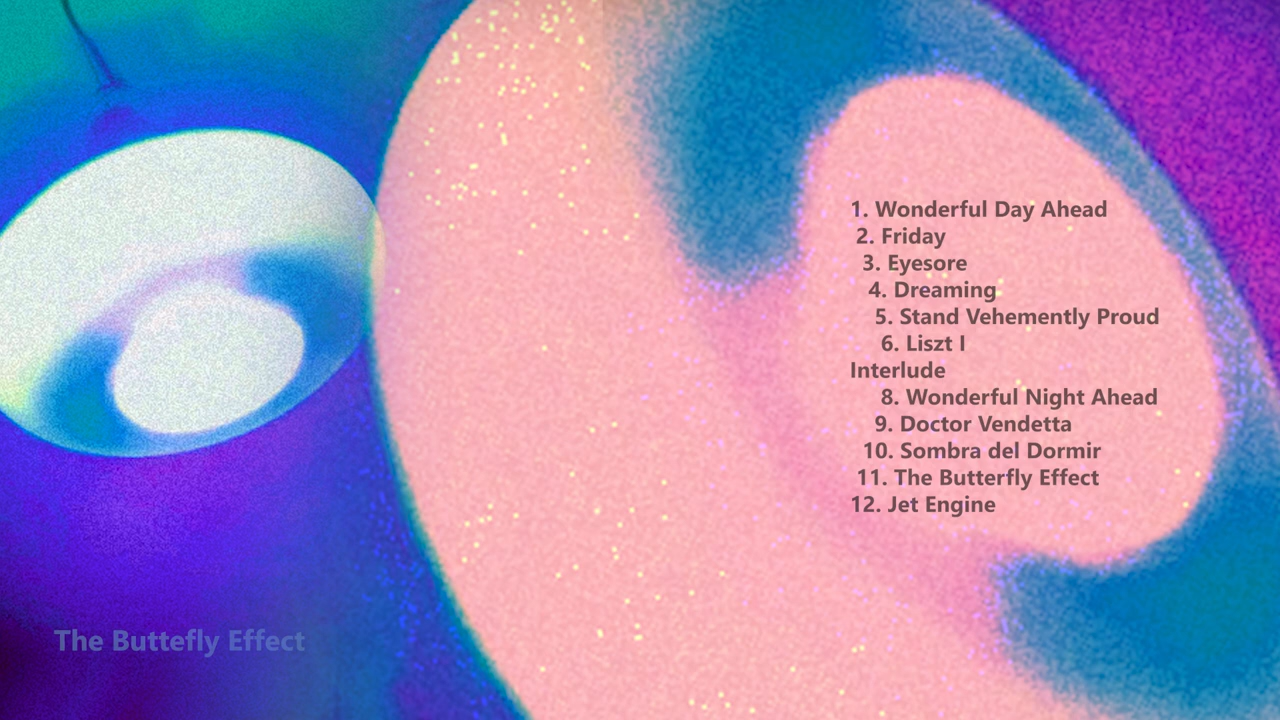 1. Wonderful Day Ahead
2. Friday
3. Eyesore
4. Dreaming
5. Stand Vehemently Proud
6. Liszt I
Interlude
8. Wonderful Night Ahead
9. Doctor Vendetta
10. Sombra del Dormir
11. The Butterfly Effect
12. Jet Engine
The Buttefly Effect